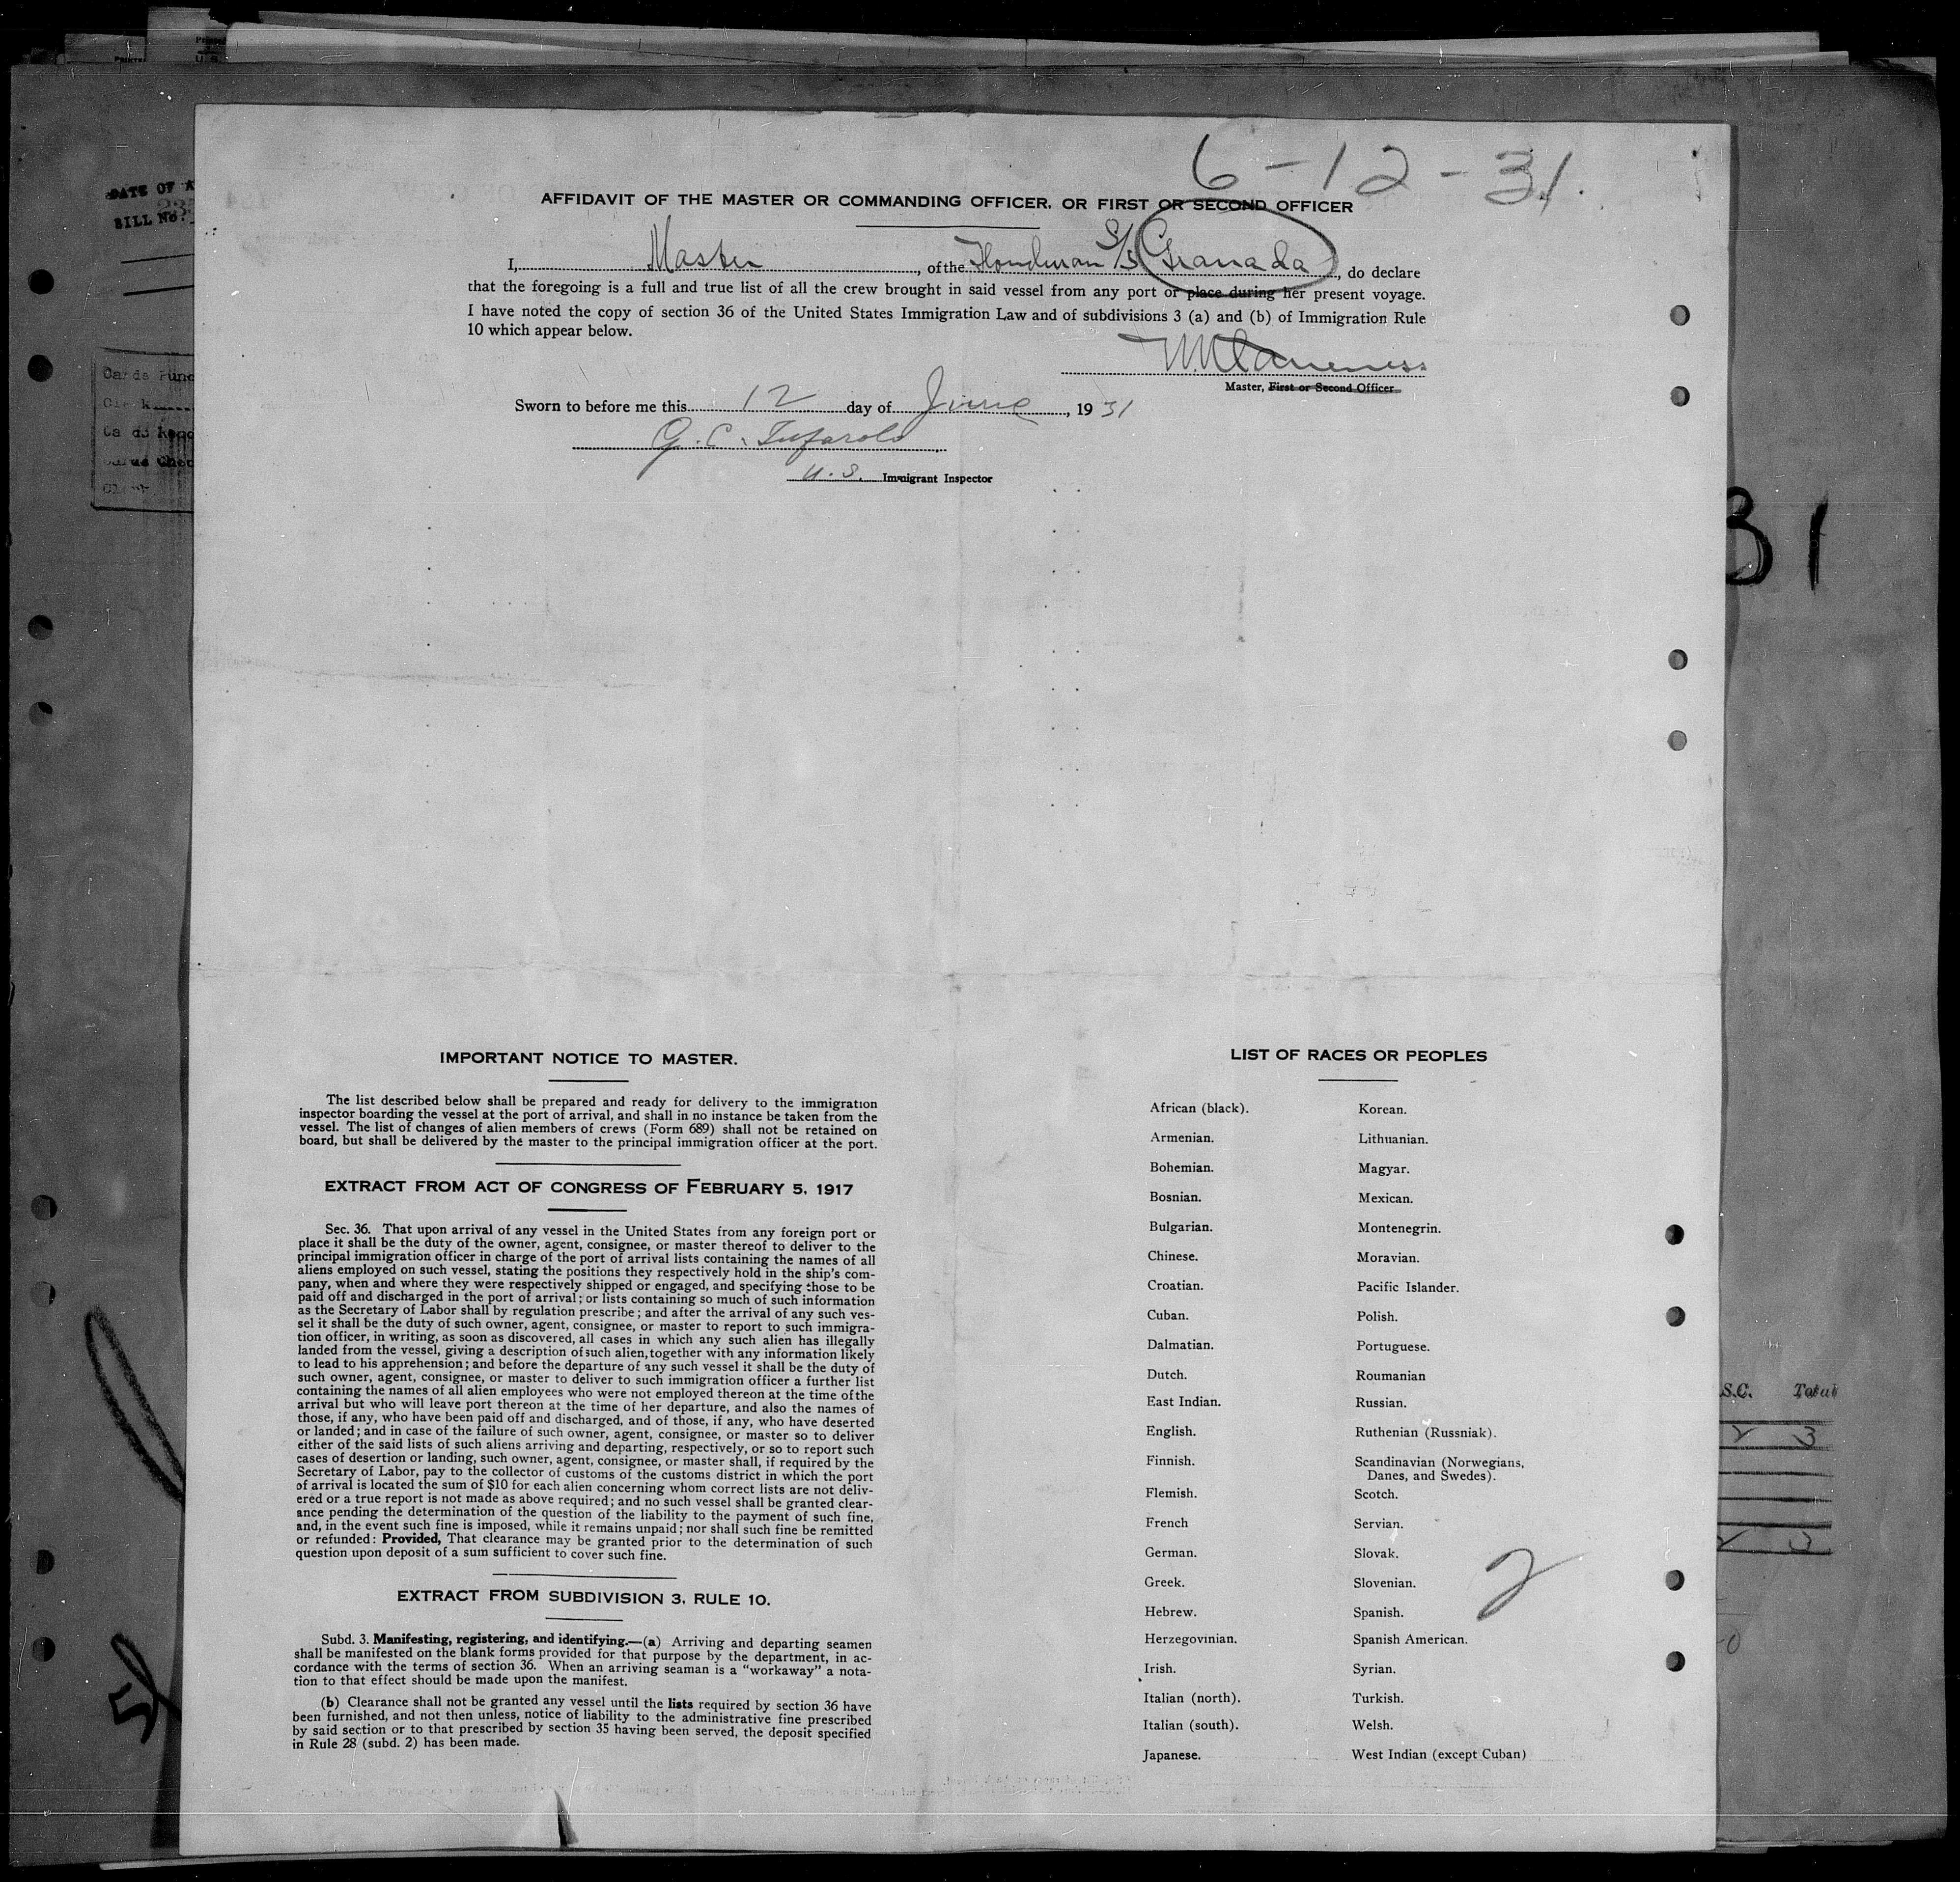 6-12-31.
AFFIDAVIT OF THE MASTER OR COMMANDING OFFICER, OR FIRST OR SECOND OFFICER
I, Master, of the Honduran S/S Granada, do declare
that the foregoing is a full and true list of all the crew brought in said vessel from any port or place during her present voyage.
I have noted the copy of section 36 of the United States Immigration Law and of subdivisions 3 (a) and (b) of Immigration Rule
10 which appear below.
Master, First or Second Officer
Sworn to before me this 12 day of June, 1931
G. C.
U.S. Immigrant Inspector
IMPORTANT NOTICE TO MASTER.
The list described below shall be prepared and ready for delivery to the immigration
inspector boarding the vessel at the port of arrival, and shall in no instance be taken from the
vessel. The list of changes of alien members of crews (Form 689) shall not be retained on
board, but shall be delivered by the master to the principal immigration officer at the port.
EXTRACT FROM ACT OF CONGRESS OF FEBRUARY 5, 1917
Sec. 36. That upon arrival of any vessel in the United States from any foreign port or
place it shall be the duty of the owner, agent, consignee, or master thereof to deliver to the
principal immigration officer in charge of the port of arrival lists containing the names of all
aliens employed on such vessel, stating the positions they respectively hold in the ship's com-
pany, when and where they were respectively shipped or engaged, and specifying those to be
paid off and discharged in the port of arrival; or lists containing so much of such information
as the Secretary of Labor shall by regulation prescribe; and after the arrival of any such ves-
sel it shall be the duty of such owner, agent, consignee, or master to report to such immigra-
tion officer, in writing, as soon as discovered, all cases in which any such alien has illegally
landed from the vessel, giving a description of such alien, together with any information likely
to lead to his apprehension; and before the departure of any such vessel it shall be the duty of
such owner, agent, consignee, or master to deliver to such immigration officer a further list
containing the names of all alien employees who were not employed thereon at the time of the
arrival but who will leave port thereon at the time of her departure, and also the names of
those, if any, who have been paid off and discharged, and of those, if any, who have deserted
or landed; and in case of the failure of such owner, agent, consignee, or master so to deliver
either of the said lists of such aliens arriving and departing, respectively, or so to report such
cases of desertion or landing, such owner, agent, consignee, or master shall, if required by the
Secretary of Labor, pay to the collector of customs of the customs district in which the port
of arrival is located the sum of $10 for each alien concerning whom correct lists are not deliv-
ered or a true report is not made as above required; and no such vessel shall be granted clear-
ance pending the determination of the question of the liability to the payment of such fine,
and, in the event such fine is imposed, while it remains unpaid; nor shall such fine be remitted
or refunded: Provided, That clearance may be granted prior to the determination of such
question upon deposit of a sum sufficient to cover such fine.
EXTRACT FROM SUBDIVISION 3, RULE 10.
Subd. 3. Manifesting, registering, and identifying.—(a) Arriving and departing seamen
shall be manifested on the blank forms provided for that purpose by the department, in ac-
cordance with the terms of section 36. When an arriving seaman is a "workaway" a nota-
tion to that effect should be made upon the manifest.
(b) Clearance shall not be granted any vessel until the lists required by section 36 have
been furnished, and not then unless, notice of liability to the administrative fine prescribed
by said section or to that prescribed by section 35 having been served, the deposit specified
in Rule 28 (subd. 2) has been made.
LIST OF RACES OR PEOPLES
African (black).
Armenian.
Bohemian.
Bosnian.
Bulgarian.
Chinese.
Croatian.
Cuban.
Dalmatian.
Dutch.
East Indian.
English.
Finnish.
Flemish.
French
German.
Greek.
Hebrew.
Herzegovinian.
Irish.
Italian (north).
Italian (south).
Japanese.
Korean.
Lithuanian.
Magyar.
Mexican.
Montenegrin.
Moravian.
Pacific Islander.
Polish.
Portuguese.
Roumanian
Russian.
Ruthenian (Russniak).
Scandinavian (Norwegians,
Danes, and Swedes).
Scotch.
Servian.
Slovak.
Slovenian.
Spanish.
Spanish American.
Syrian.
Turkish.
Welsh.
West Indian (except Cuban)
2
DATE OF
BILL No.
31
S.C. Total
3
3